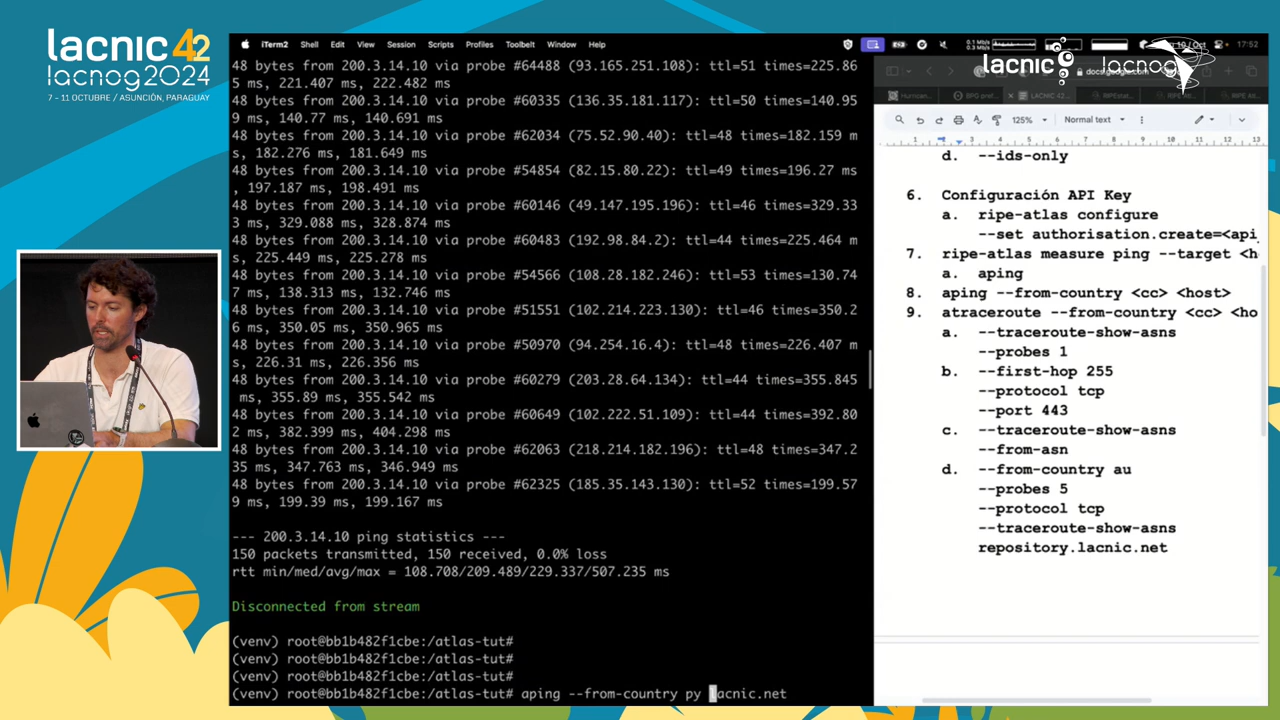 lacnic 42
lacnog2024
7 - 11 OCTUBRE / ASUNCIÓN, PARAGUAY
iTerm2 Shell Edit View Session Scripts Profiles Toolbelt Window Help
17:52
lacnic
lacnog
docs.google.com
48 bytes from 200.3.14.10 via probe #64488 (93.165.251.108): ttl=51 times=225.86
5 ms, 221.407 ms, 222.482 ms
48 bytes from 200.3.14.10 via probe #60335 (136.35.181.117): ttl=50 times=140.95
9 ms, 140.77 ms, 140.691 ms
48 bytes from 200.3.14.10 via probe #62034 (75.52.90.40): ttl=48 times=182.159 m
s, 182.276 ms, 181.649 ms
48 bytes from 200.3.14.10 via probe #54854 (82.15.80.22): ttl=49 times=196.27 ms
, 197.187 ms, 198.491 ms
48 bytes from 200.3.14.10 via probe #60146 (49.147.195.196): ttl=46 times=329.33
3 ms, 329.088 ms, 328.874 ms
48 bytes from 200.3.14.10 via probe #60483 (192.98.84.2): ttl=44 times=225.464 m
s, 225.449 ms, 225.278 ms
48 bytes from 200.3.14.10 via probe #54566 (108.28.182.246): ttl=53 times=130.74
7 ms, 138.313 ms, 132.746 ms
48 bytes from 200.3.14.10 via probe #51551 (102.214.223.130): ttl=46 times=350.2
6 ms, 350.05 ms, 350.965 ms
48 bytes from 200.3.14.10 via probe #50970 (94.254.16.4): ttl=48 times=226.407 m
s, 226.31 ms, 226.356 ms
48 bytes from 200.3.14.10 via probe #60279 (203.28.64.134): ttl=44 times=355.845
ms, 355.89 ms, 355.542 ms
48 bytes from 200.3.14.10 via probe #60649 (102.222.51.109): ttl=44 times=392.80
2 ms, 382.399 ms, 404.298 ms
48 bytes from 200.3.14.10 via probe #62063 (218.214.182.196): ttl=48 times=347.2
35 ms, 347.763 ms, 346.949 ms
48 bytes from 200.3.14.10 via probe #62325 (185.35.143.130): ttl=52 times=199.57
9 ms, 199.39 ms, 199.167 ms
--- 200.3.14.10 ping statistics ---
150 packets transmitted, 150 received, 0.0% loss
rtt min/med/avg/max = 108.708/209.489/229.337/507.235 ms
Disconnected from stream
(venv) root@bb1b482f1cbe:/atlas-tut#
(venv) root@bb1b482f1cbe:/atlas-tut#
(venv) root@bb1b482f1cbe:/atlas-tut#
(venv) root@bb1b482f1cbe:/atlas-tut# aping --from-country py lacnic.net
125% Normal text
d. --ids-only
6. Configuración API Key
a. ripe-atlas configure
--set authorisation.create=<api_
7. ripe-atlas measure ping --target <h
a. aping
8. aping --from-country <cc> <host>
9. atraceroute --from-country <cc> <ho
a. --traceroute-show-asns
--probes 1
b. --first-hop 255
--protocol tcp
--port 443
c. --traceroute-show-asns
--from-asn
d. --from-country au
--probes 5
--protocol tcp
--traceroute-show-asns
repository.lacnic.net